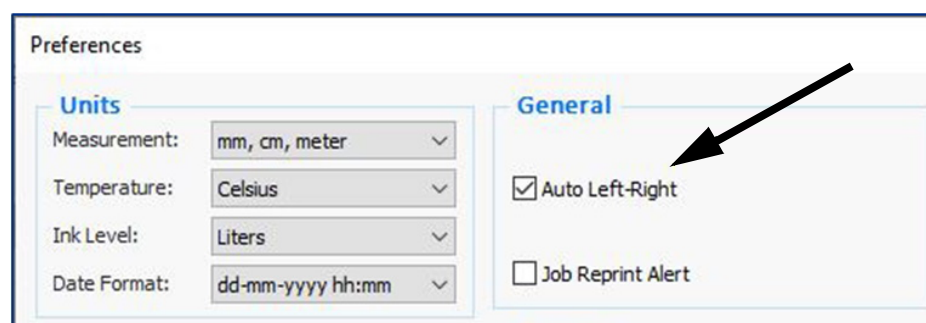 Preferences
Units
Measurement: mm, cm, meter
Temperature: Celsius
Ink Level: Liters
Date Format: dd-mm-yyyy hh:mm
General
Auto Left-Right
Job Reprint Alert